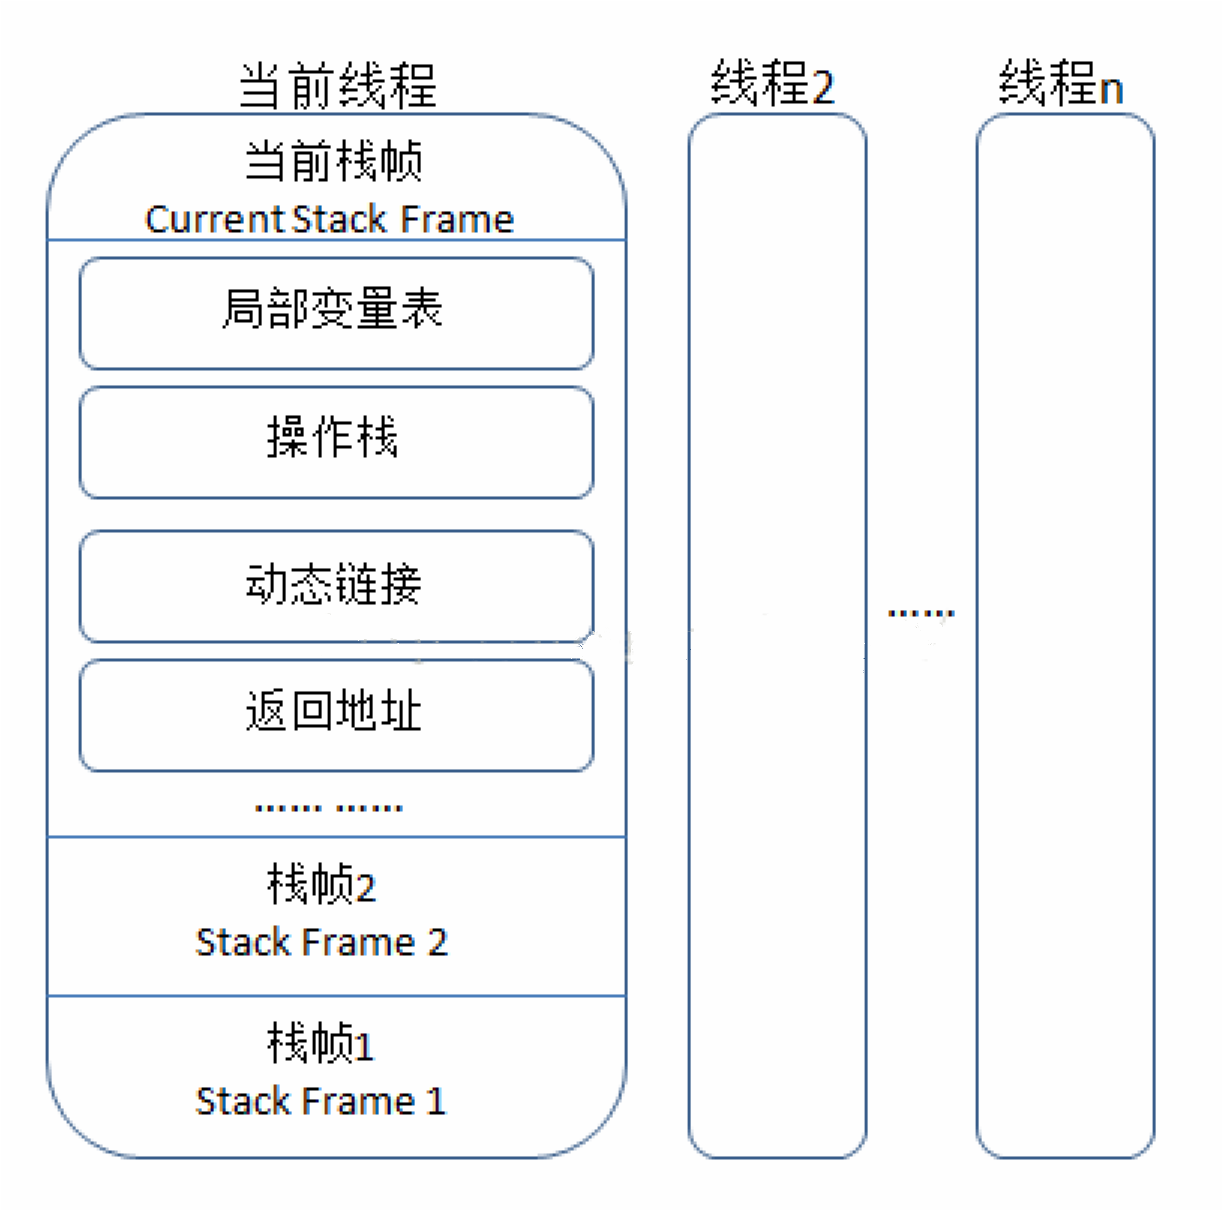 当前线程
线程2
线程n
当前栈帧
Current Stack Frame
局部变量表
操作栈
动态链接
返回地址
…… ……
……
栈帧2
Stack Frame 2
栈帧1
Stack Frame 1